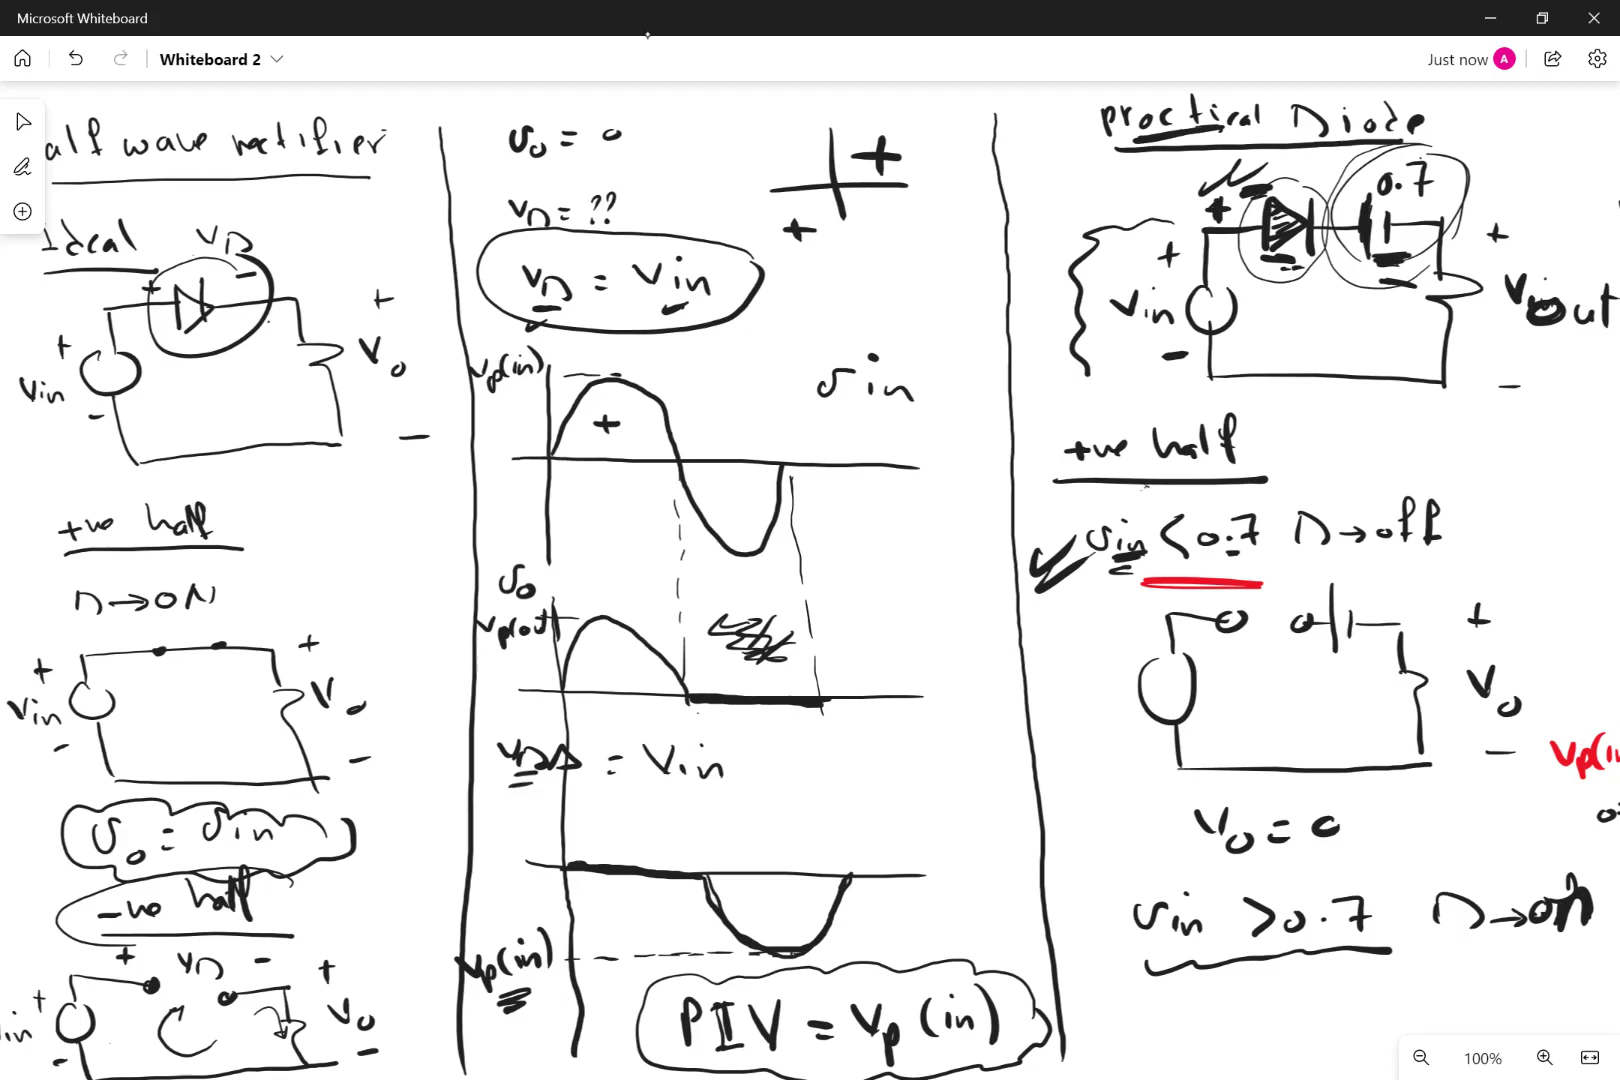 Microsoft Whiteboard
Whiteboard 2
Just now
A
alf wave rectifier
Ideal
VD
+ -
+
Vin
-
+
Vo
-
+ve half
D→ON
+
Vin
-
+
Vo
-
vo = vin
-ve half
+ VD -
+
in
-
+
Vo
-
vo = 0
VD = ??
VD = Vin
+
+
Vp(in)
+
vin
vo
Vp(out)
VD = Vin
Vp(in)
PIV = Vp(in)
practical Diode
0.7
+
+
Vin
-
+
Vout
-
+ve half
vin < 0.7 D→off
+
Vo
-
Vo = 0
vin > 0.7 D→on
Vp(in
100%